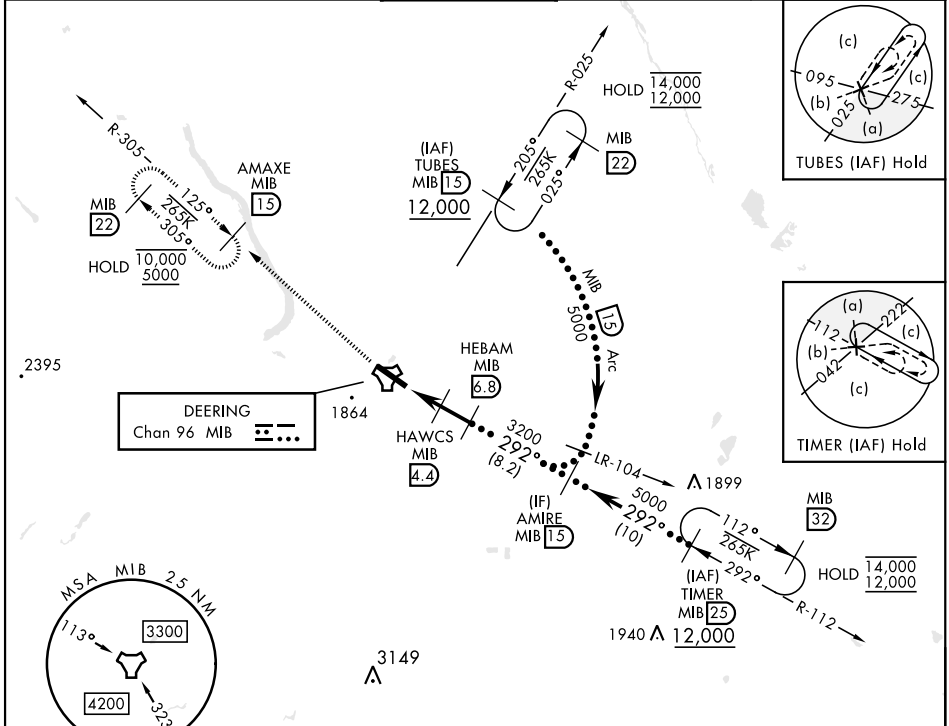 R-025
HOLD 14,000
12,000
R-305
AMAXE
MIB
15
125°
265K
305°
MIB
22
HOLD 10,000
5000
(IAF)
TUBES
MIB 15
12,000
205°
265K
025°
MIB
22
MIB
15
Arc
5000
(c)
095
(c)
(b)
025
275
(a)
TUBES (IAF) Hold
(a)
222
112
(c)
(b)
042
(c)
TIMER (IAF) Hold
2395
DEERING
Chan 96 MIB
1864
HEBAM
MIB
6.8
HAWCS
MIB
4.4
3200
292°
(8.2)
LR-104
1899
(IF)
AMIRE
MIB 15
5000
292°
(10)
112°
265K
292°
MIB
32
HOLD 14,000
12,000
R-112
(IAF)
TIMER
MIB 25
1940 12,000
MSA MIB 25 NM
113°
3300
4200
323
3149